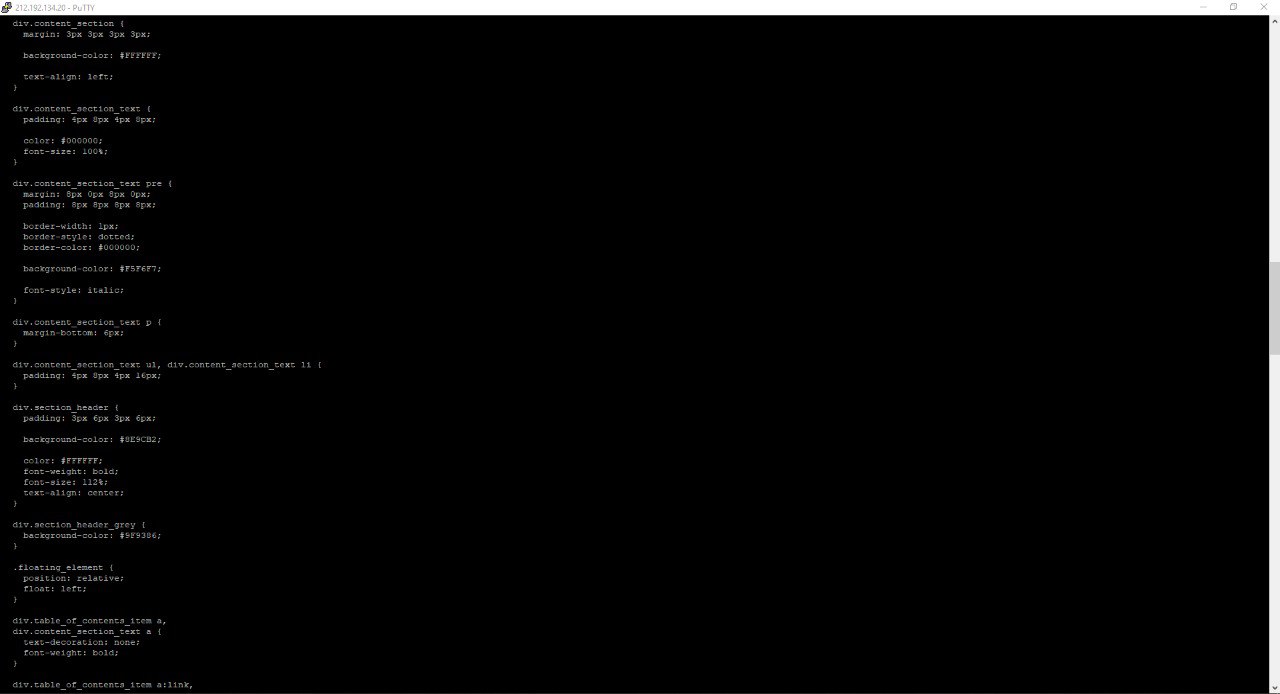 212.192.134.20 - PuTTY
div.content_section {
  margin: 3px 3px 3px 3px;

  background-color: #FFFFFF;

  text-align: left;
}

div.content_section_text {
  padding: 4px 8px 4px 8px;

  color: #000000;
  font-size: 100%;
}

div.content_section_text pre {
  margin: 8px 0px 8px 0px;
  padding: 8px 8px 8px 8px;

  border-width: 1px;
  border-style: dotted;
  border-color: #000000;

  background-color: #F5F6F7;

  font-style: italic;
}

div.content_section_text p {
  margin-bottom: 6px;
}

div.content_section_text ul, div.content_section_text li {
  padding: 4px 8px 4px 16px;
}

div.section_header {
  padding: 3px 6px 3px 6px;

  background-color: #8E9CB2;

  color: #FFFFFF;
  font-weight: bold;
  font-size: 112%;
  text-align: center;
}

div.section_header_grey {
  background-color: #9F9386;
}

.floating_element {
  position: relative;
  float: left;
}

div.table_of_contents_item a,
div.content_section_text a {
  text-decoration: none;
  font-weight: bold;
}

div.table_of_contents_item a:link,